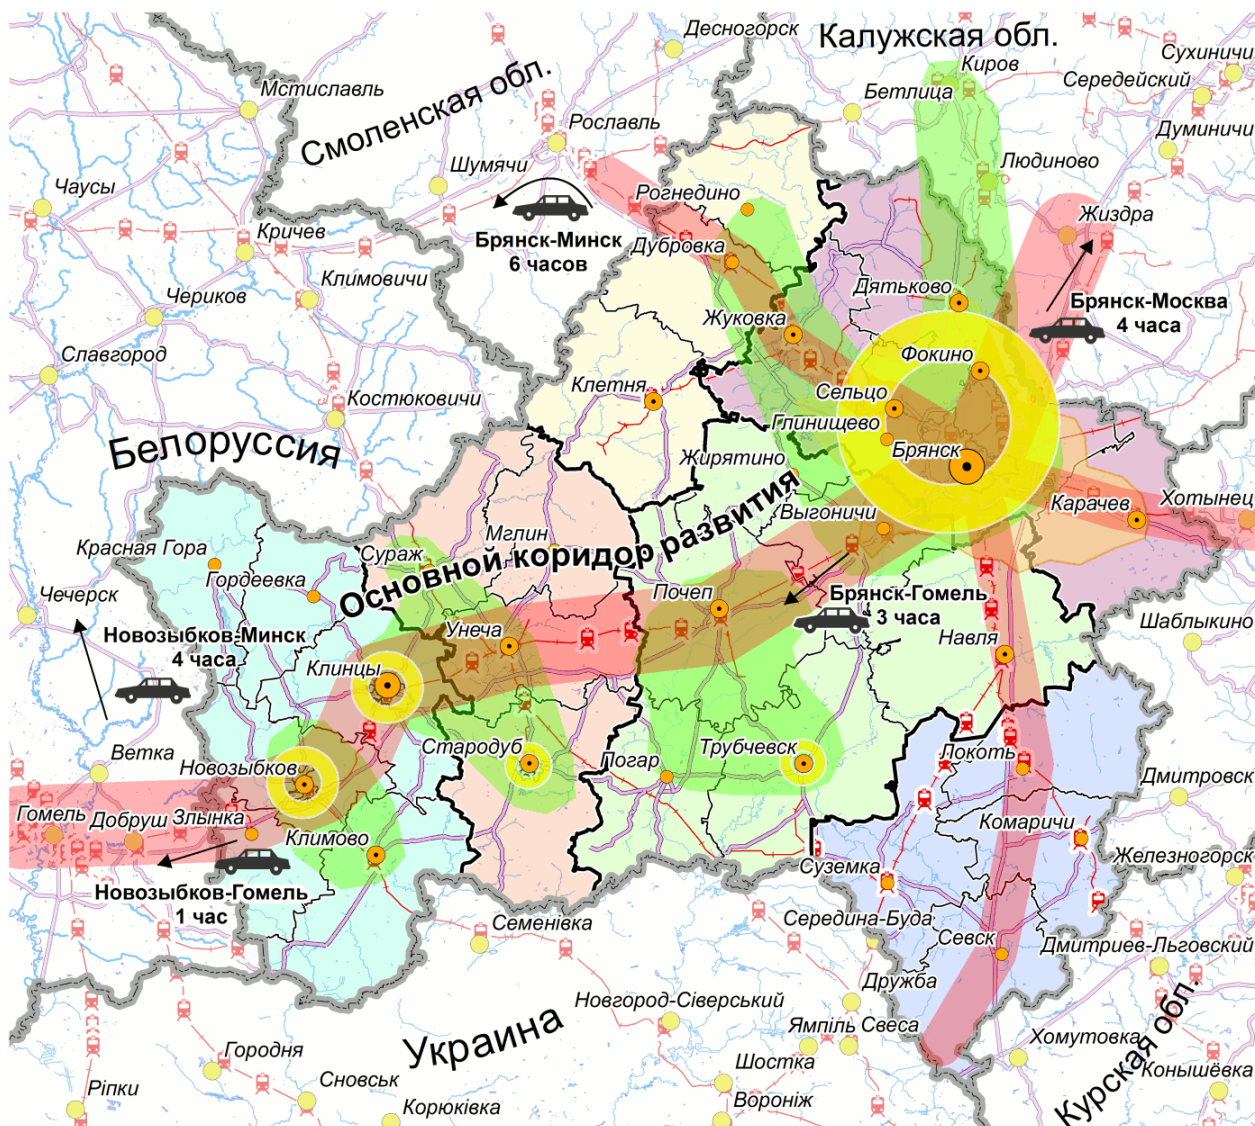 Десногорск
Калужская обл.
Сухиничи
Киров
Середейский
Мстиславль
Смоленская обл.
Бетлица
Рославль
Думиничи
Шумячи
Людиново
Чаусы
Рогнедино
Жиздра
Кричев
Брянск-Минск
6 часов
Дубровка
Климовичи
Чериков
Дятьково
Брянск-Москва
4 часа
Жуковка
Славгород
Фокино
Клетня
Сельцо
Костюковичи
Глинищево
Белоруссия
Брянск
Жирятино
Карачев
Хотынец
Выгоничи
Основной коридор развития
Мглин
Красная Гора
Сураж
Гордеевка
Чечерск
Почеп
Брянск-Гомель
3 часа
Шаблыкино
Новозыбков-Минск
4 часа
Унеча
Навля
Клинцы
Ветка
Стародуб
Погар
Трубчевск
Локоть
Новозыбков
Дмитровск
Гомель
Добруш
Злынка
Климово
Комаричи
Железногорск
Суземка
Новозыбков-Гомель
1 час
Семенівка
Середина-Буда
Севск
Дмитриев-Льговский
Дружба
Новгород-Сіверський
Украина
Ямпіль
Свеса
Хомутовка
Курская обл.
Городня
Шостка
Конышёвка
Ріпки
Сновськ
Вороніж
Корюківка